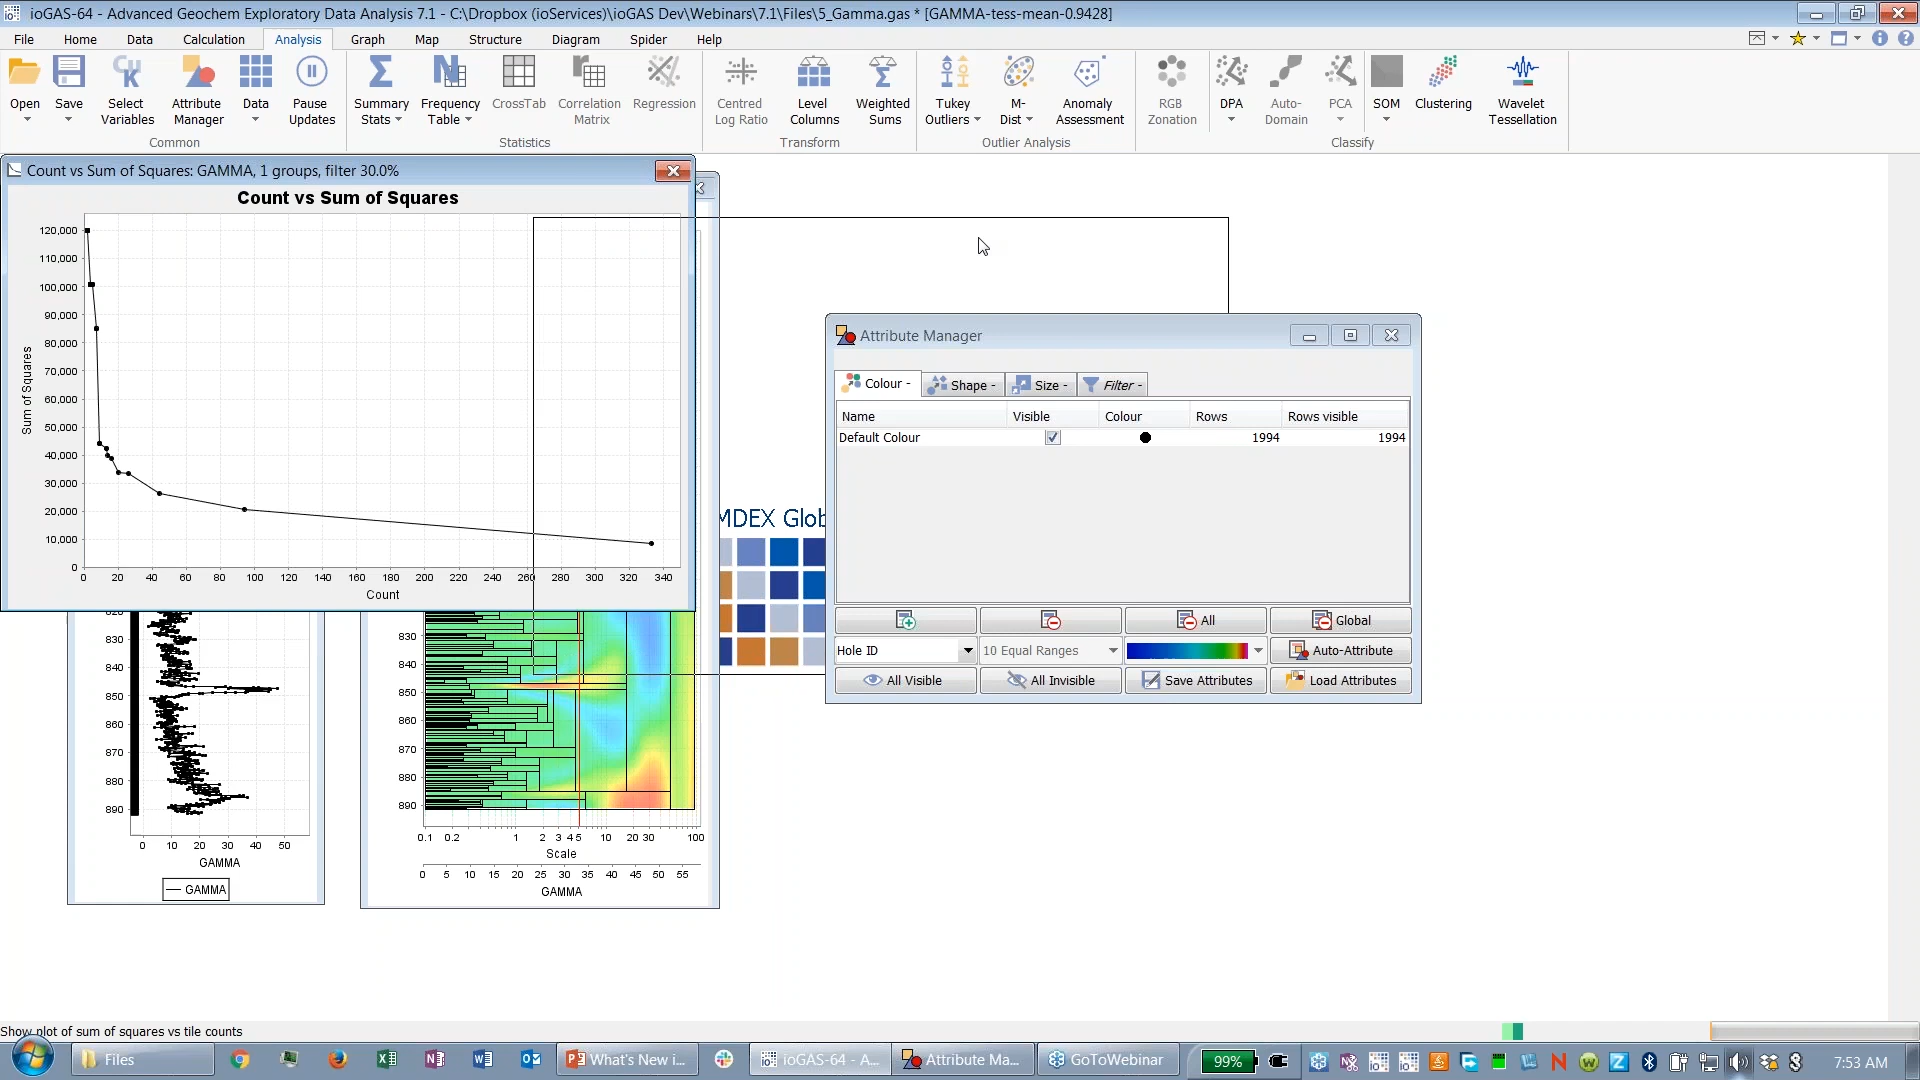 ioGAS-64 - Advanced Geochem Exploratory Data Analysis 7.1 - C:\Dropbox (ioServices)\ioGAS Dev\Webinars\7.1\Files\5_Gamma.gas * [GAMMA-tess-mean-0.9428]
File Home Data Calculation Analysis Graph Map Structure Diagram Spider Help
Open Save Select Variables Attribute Manager Data Pause Updates Summary Stats Frequency Table CrossTab Correlation Matrix Regression Centred Log Ratio Level Columns Weighted Sums Tukey Outliers M-Dist Anomaly Assessment RGB Zonation DPA Auto-Domain PCA SOM Clustering Wavelet Tessellation
Common Statistics Transform Outlier Analysis Classify
Count vs Sum of Squares: GAMMA, 1 groups, filter 30.0%
Count vs Sum of Squares
120,000
110,000
100,000
90,000
80,000
70,000
60,000
50,000
40,000
30,000
20,000
10,000
0
Sum of Squares
0 20 40 60 80 100 120 140 160 180 200 220 240 260 280 300 320 340
Count
Attribute Manager
Colour - Shape - Size - Filter -
Name Visible Colour Rows Rows visible
Default Colour 1994 1994
All Global
Hole ID 10 Equal Ranges Auto-Attribute
All Visible All Invisible Save Attributes Load Attributes
MDEX Glob
830
840
850
860
870
880
890
0 10 20 30 40 50
GAMMA
GAMMA
830
840
850
860
870
880
890
0.1 0.2 1 2 3 4 5 10 20 30 100
Scale
0 5 10 15 20 25 30 35 40 45 50 55
GAMMA
Show plot of sum of squares vs tile counts
Files What's New i... ioGAS-64 - A... Attribute Ma... GoToWebinar 99% 7:53 AM